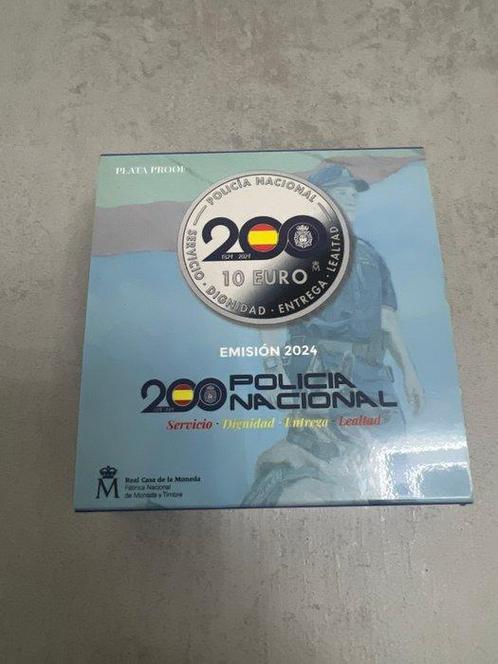 PLATA PROOF
POLICÍA NACIONAL
200
1824 - 2024
10 EURO
SERVICIO · DIGNIDAD · ENTREGA · LEALTAD
EMISIÓN 2024
200 POLICIA
NACIONAL
Servicio · Dignidad · Entrega · Lealtad
Real Casa de la Moneda
Fábrica Nacional
de Moneda y Timbre
M